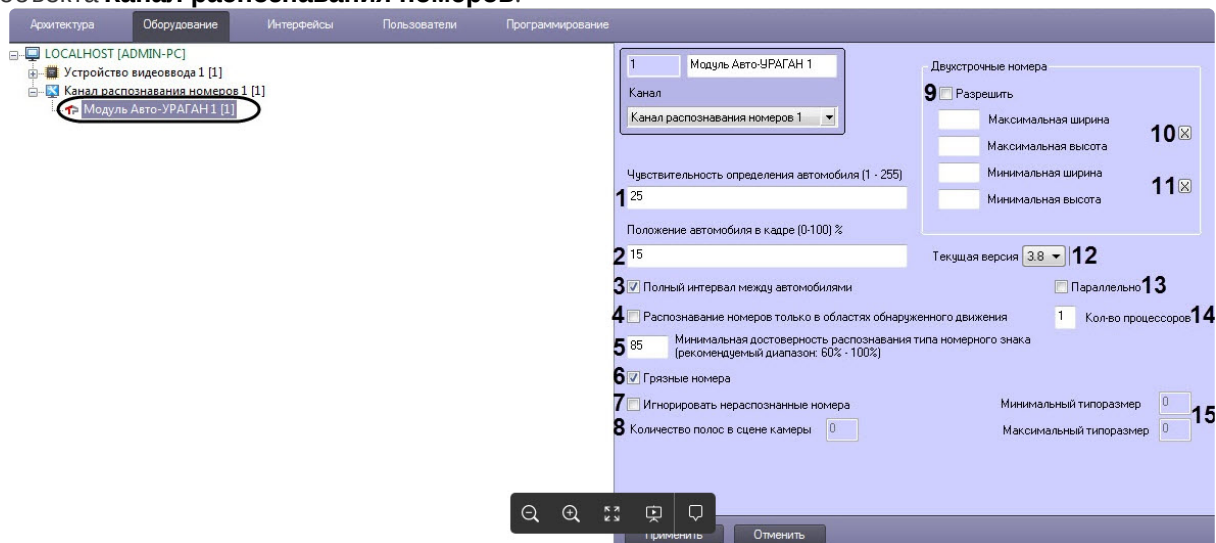 объекта Канал распознавания номеров.
Архитектура Оборудование Интерфейсы Пользователи Программирование
LOCALHOST [ADMIN-PC]
Устройство видеоввода 1 [1]
Канал распознавания номеров 1 [1]
Модуль Авто-УРАГАН 1 [1]
1 Модуль Авто-УРАГАН 1
Канал
Канал распознавания номеров 1
Чувствительность определения автомобиля (1 - 255)
1 25
Положение автомобиля в кадре (0-100) %
2 15
3 Полный интервал между автомобилями
4 Распознавание номеров только в областях обнаруженного движения
5 85 Минимальная достоверность распознавания типа номерного знака
(рекомендуемый диапазон: 60% - 100%)
6 Грязные номера
7 Игнорировать нераспознанные номера
8 Количество полос в сцене камеры 0
Двухстрочные номера
9 Разрешить
Максимальная ширина
10 X
Максимальная высота
Минимальная ширина
11 X
Минимальная высота
Текущая версия 3.8 12
Параллельно 13
1 Кол-во процессоров 14
Минимальный типоразмер 0
15
Максимальный типоразмер 0
Применить Отменить